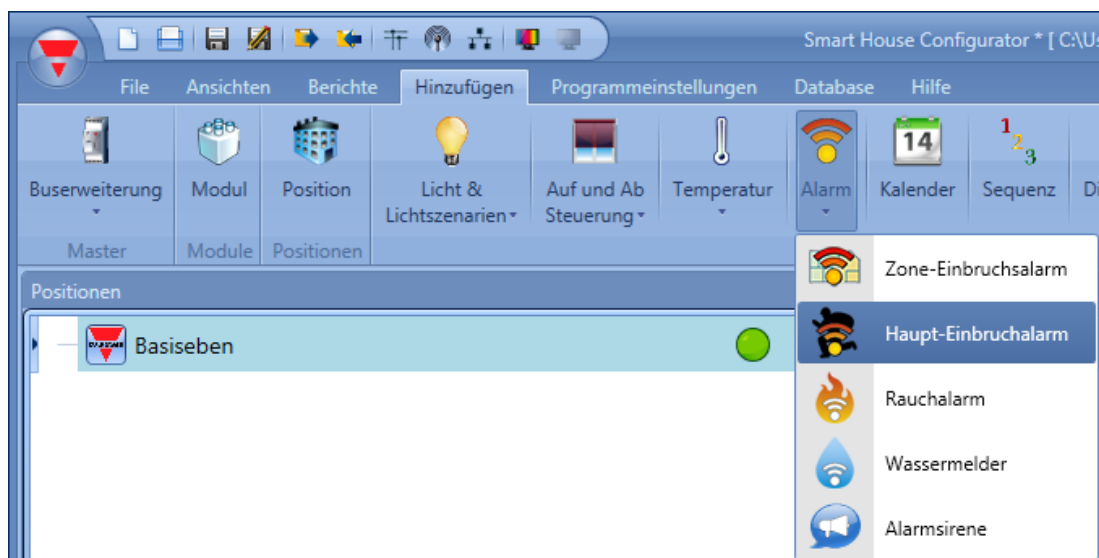 Smart House Configurator * [ C:\Us
File Ansichten Berichte Hinzufügen Programmeinstellungen Database Hilfe
14
1 2 3
Buserweiterung Modul Position Licht & Lichtszenarien Auf und Ab Steuerung Temperatur Alarm Kalender Sequenz Di
Master Module Positionen
Positionen
Basiseben
Zone-Einbruchsalarm
Haupt-Einbruchalarm
Rauchalarm
Wassermelder
Alarmsirene